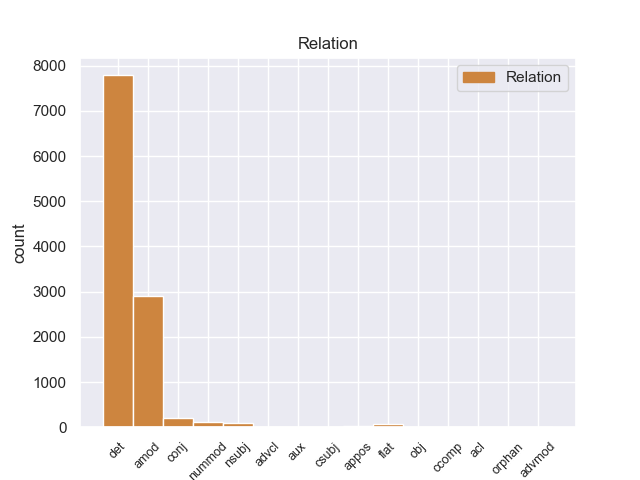 Relation
Relation
count
8000
7000
6000
5000
4000
3000
2000
1000
0
det amod conj nummod nsubj advcl aux csubj appos flat obj ccomp acl orphan advmod